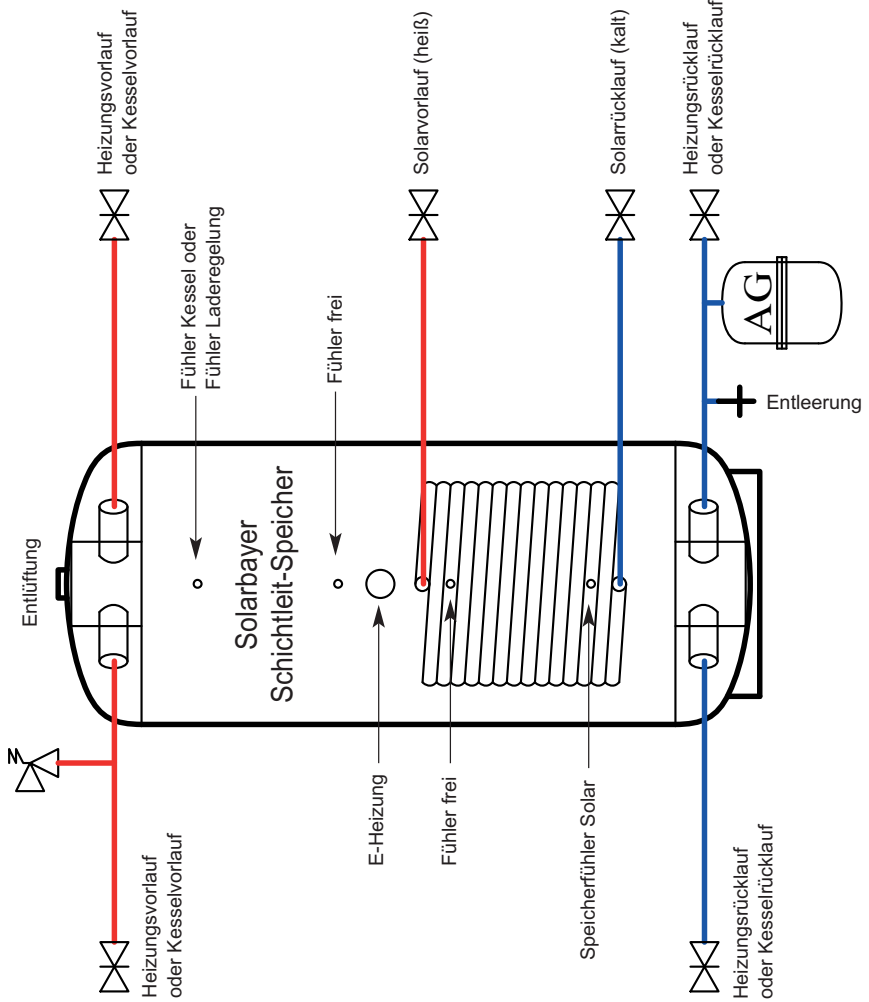 Entlüftung
Heizungsvorlauf
oder Kesselvorlauf
Heizungsvorlauf
oder Kesselvorlauf
Fühler Kessel oder
Fühler Laderegelung
Fühler frei
Solarbayer
Schichtleit-Speicher
Solarvorlauf (heiß)
E-Heizung
Fühler frei
Speicherfühler Solar
Solarrücklauf (kalt)
Heizungsrücklauf
oder Kesselrücklauf
AG
Entleerung
Heizungsrücklauf
oder Kesselrücklauf